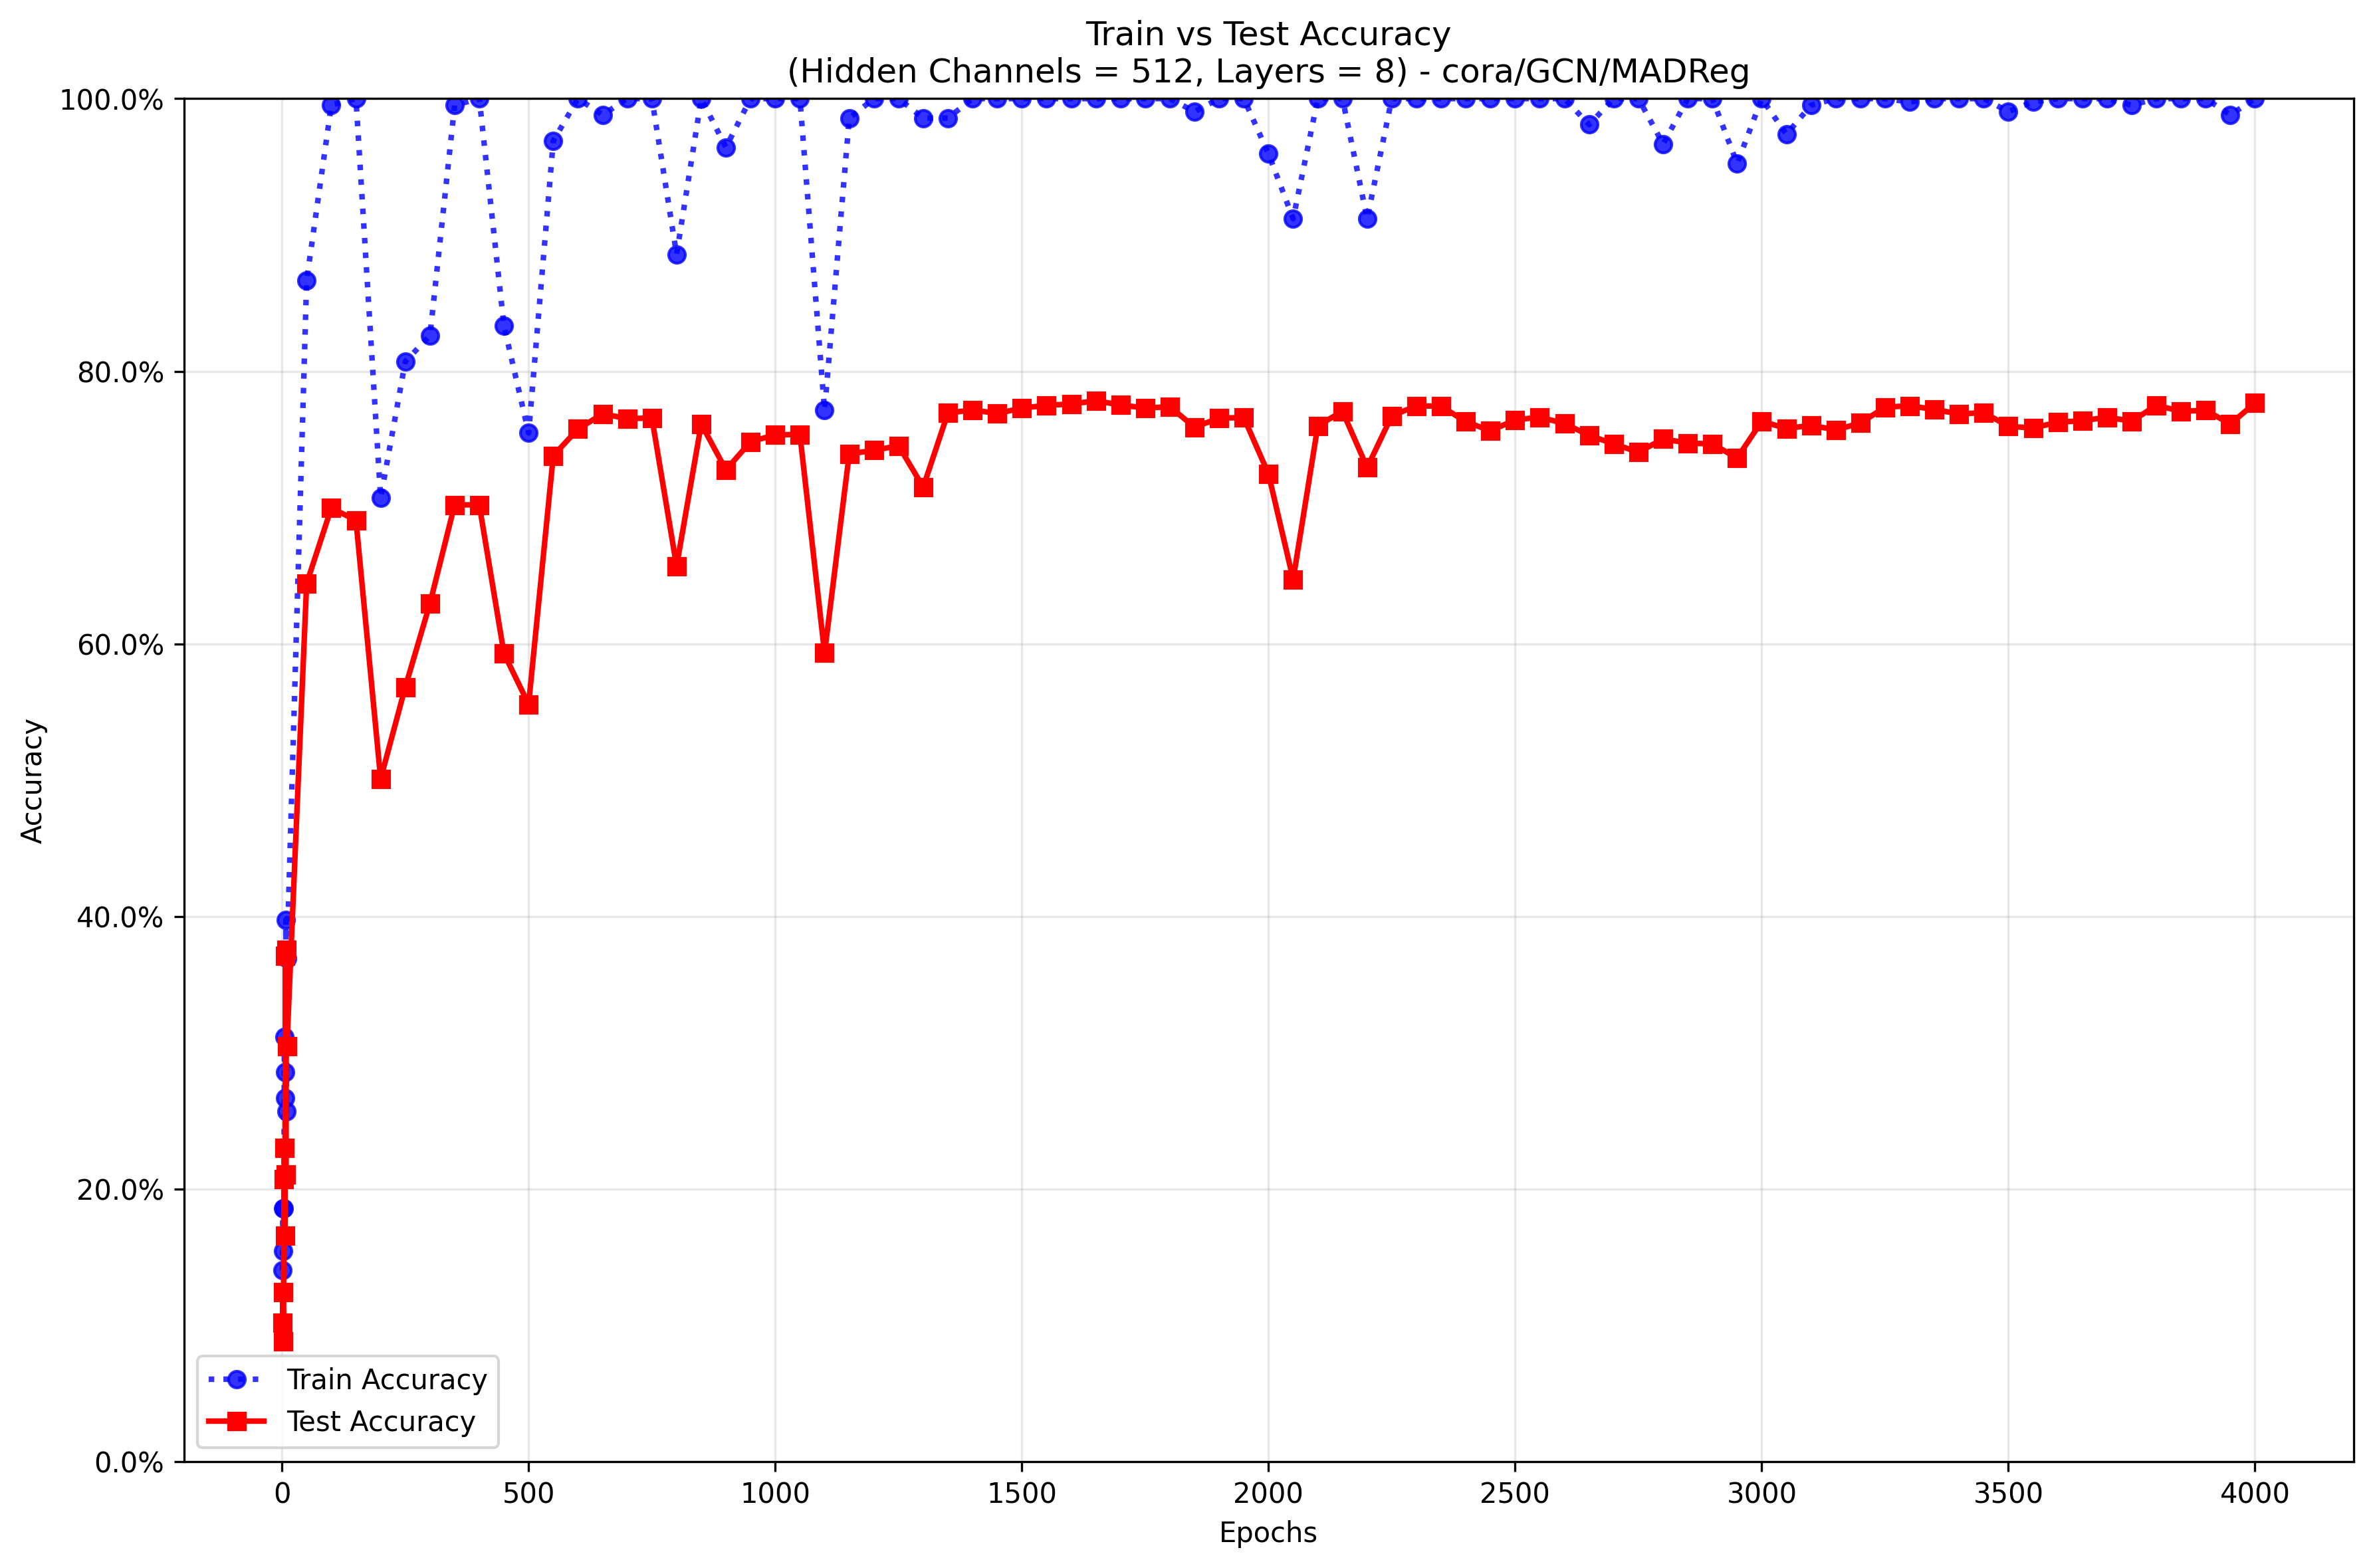 Train vs Test Accuracy
(Hidden Channels = 512, Layers = 8) - cora/GCN/MADReg
100.0%
80.0%
60.0%
40.0%
20.0%
0.0%
Accuracy
Train Accuracy
Test Accuracy
0 500 1000 1500 2000 2500 3000 3500 4000
Epochs